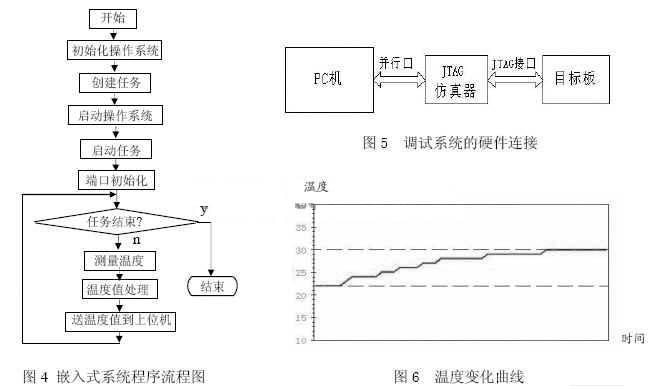 开始
初始化操作系统
创建任务
启动操作系统
启动任务
端口初始化
任务结束?
y
n
测量温度
温度值处理
送温度值到上位机
结束
图4 嵌入式系统程序流程图
PC机
并行口
JTAG
仿真器
JTAG接口
目标板
图5 调试系统的硬件连接
温度
35
30
25
20
15
10
时间
图6 温度变化曲线